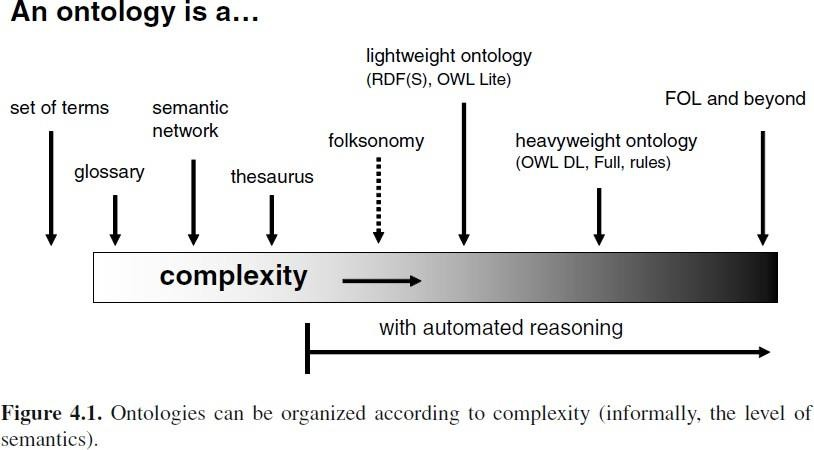 An ontology is a...
lightweight ontology
(RDF(S), OWL Lite)
set of terms
semantic
network
FOL and beyond
folksonomy
heavyweight ontology
(OWL DL, Full, rules)
glossary
thesaurus
complexity
with automated reasoning
Figure 4.1. Ontologies can be organized according to complexity (informally, the level of
semantics).